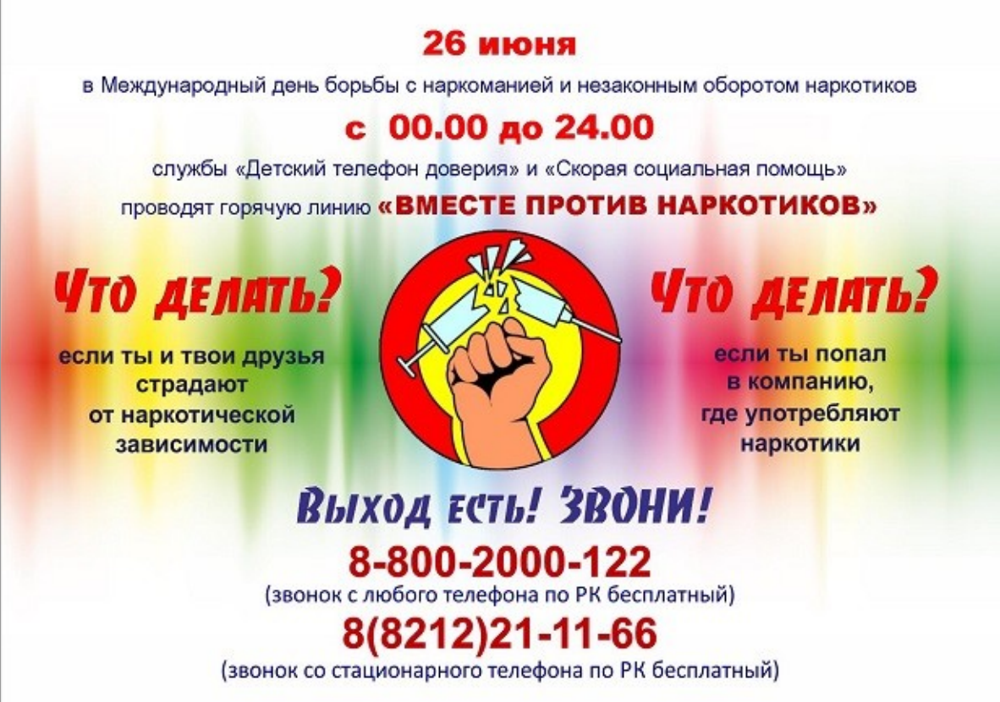 26 июня
в Международный день борьбы с наркоманией и незаконным оборотом наркотиков
с 00.00 до 24.00
службы «Детский телефон доверия» и «Скорая социальная помощь»
проводят горячую линию «ВМЕСТЕ ПРОТИВ НАРКОТИКОВ»
Что делать?
если ты и твои друзья
страдают
от наркотической
зависимости
Что делать?
если ты попал
в компанию,
где употребляют
наркотики
Выход есть! ЗВОНИ!
8-800-2000-122
(звонок с любого телефона по РК бесплатный)
8(8212)21-11-66
(звонок со стационарного телефона по РК бесплатный)